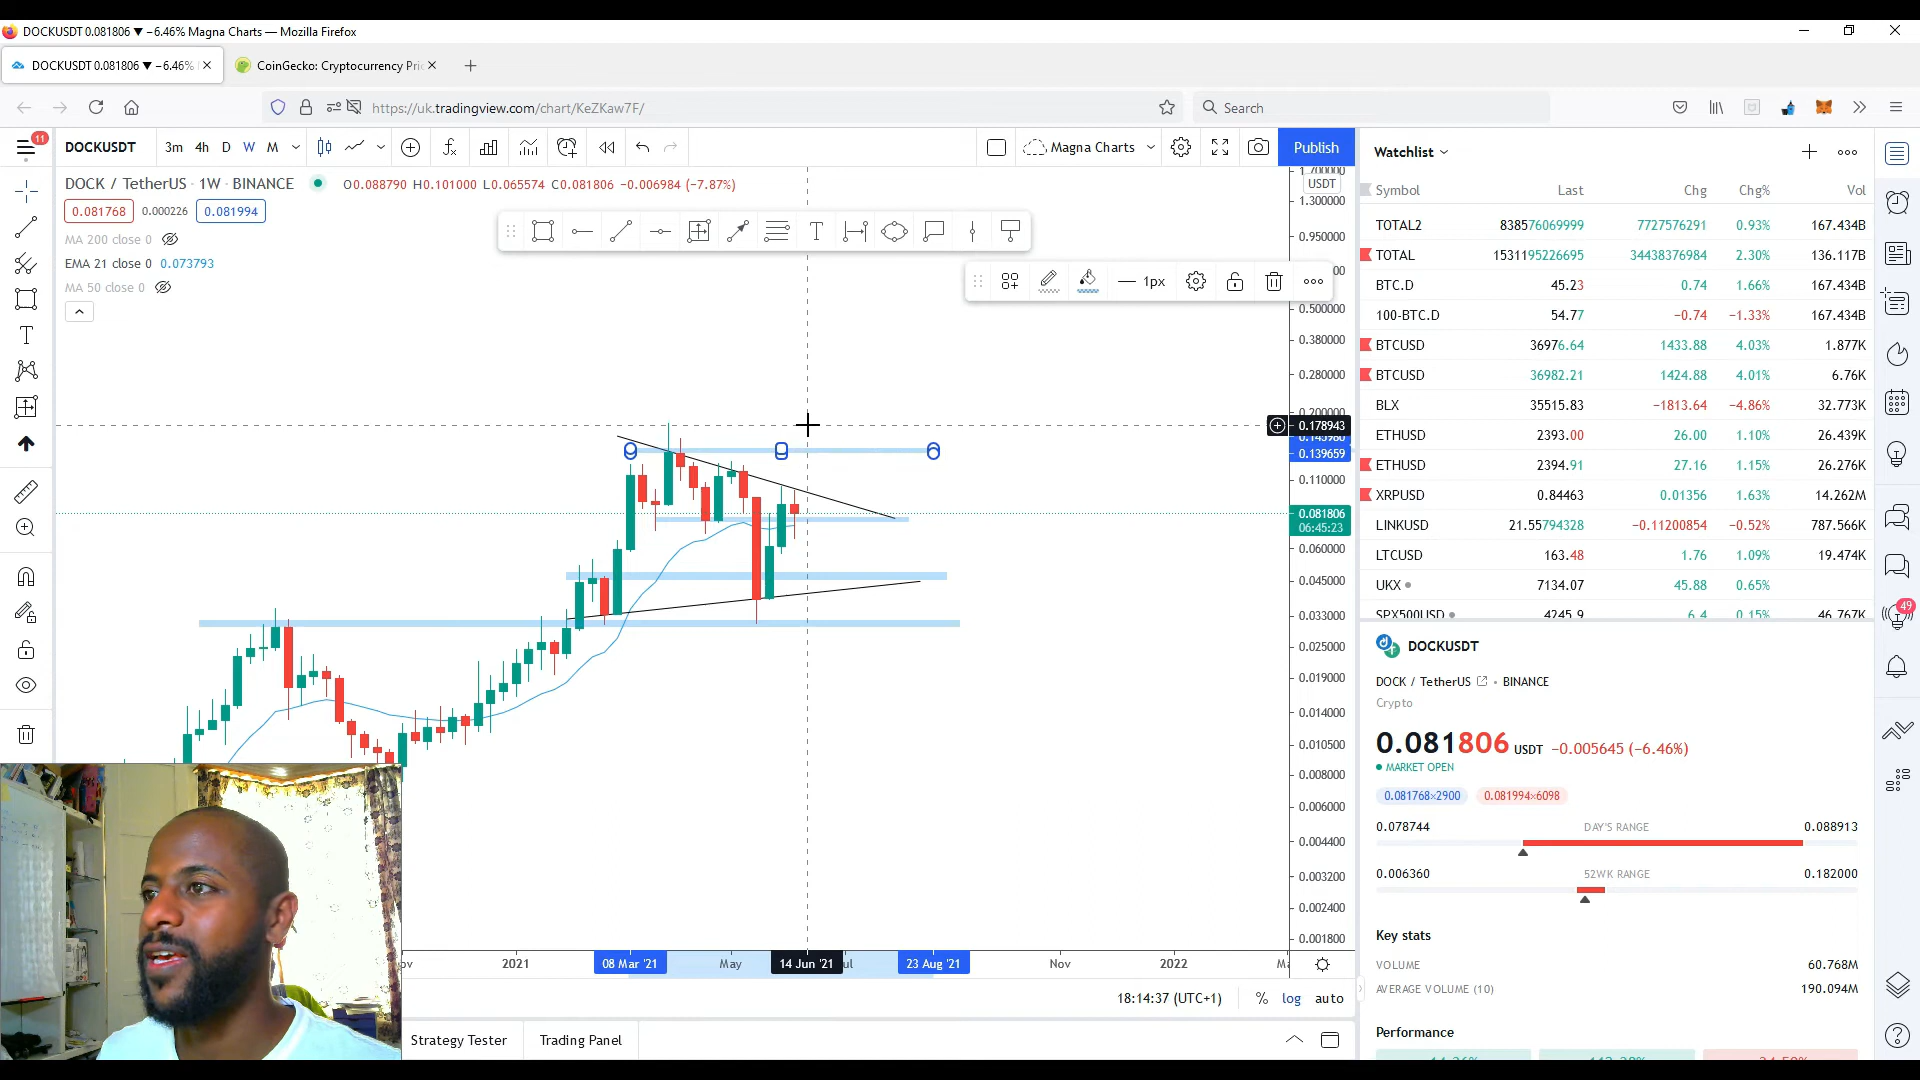 DOCKUSDT 0.081806 ▼ −6.46% Magna Charts — Mozilla Firefox
DOCKUSDT 0.081806 ▼ −6.46%
CoinGecko: Cryptocurrency Pri
https://uk.tradingview.com/chart/KeZKaw7F/
Search
11
DOCKUSDT 3m 4h D W M
Magna Charts
Publish
DOCK / TetherUS · 1W · BINANCE
O0.088790 H0.101000 L0.065574 C0.081806 −0.006984 (−7.87%)
0.081768 0.000226 0.081994
MA 200 close 0
EMA 21 close 0 0.073793
MA 50 close 0
1px
USDT
1.300000
0.950000
0.500000
0.380000
0.280000
0.200000
0.178943
0.139659
0.110000
0.081806
06:45:23
0.060000
0.045000
0.033000
0.025000
0.019000
0.014000
0.010500
0.008000
0.006000
0.004400
0.003200
0.002400
0.001800
2021 08 Mar '21 May 14 Jun '21 23 Aug '21 Nov 2022
18:14:37 (UTC+1) % log auto
Strategy Tester Trading Panel
Watchlist
Symbol Last Chg Chg% Vol
TOTAL2 838576069999 7727576291 0.93% 167.434B
TOTAL 1531195226695 34438376984 2.30% 136.117B
BTC.D 45.23 0.74 1.66% 167.434B
100-BTC.D 54.77 −0.74 −1.33% 167.434B
BTCUSD 36976.64 1433.88 4.03% 1.877K
BTCUSD 36982.21 1424.88 4.01% 6.76K
BLX 35515.83 −1813.64 −4.86% 32.773K
ETHUSD 2393.00 26.00 1.10% 26.439K
ETHUSD 2394.91 27.16 1.15% 26.276K
XRPUSD 0.84463 0.01356 1.63% 14.262M
LINKUSD 21.55794328 −0.11200854 −0.52% 787.566K
LTCUSD 163.48 1.76 1.09% 19.474K
UKX 7134.07 45.88 0.65%
SPX500USD 4245.9 6.4 0.15% 46.767K
49
DOCKUSDT
DOCK / TetherUS • BINANCE
Crypto
0.081806 USDT −0.005645 (−6.46%)
MARKET OPEN
0.081768×2900 0.081994×6098
0.078744 DAY'S RANGE 0.088913
0.006360 52WK RANGE 0.182000
Key stats
VOLUME 60.768M
AVERAGE VOLUME (10) 190.094M
Performance